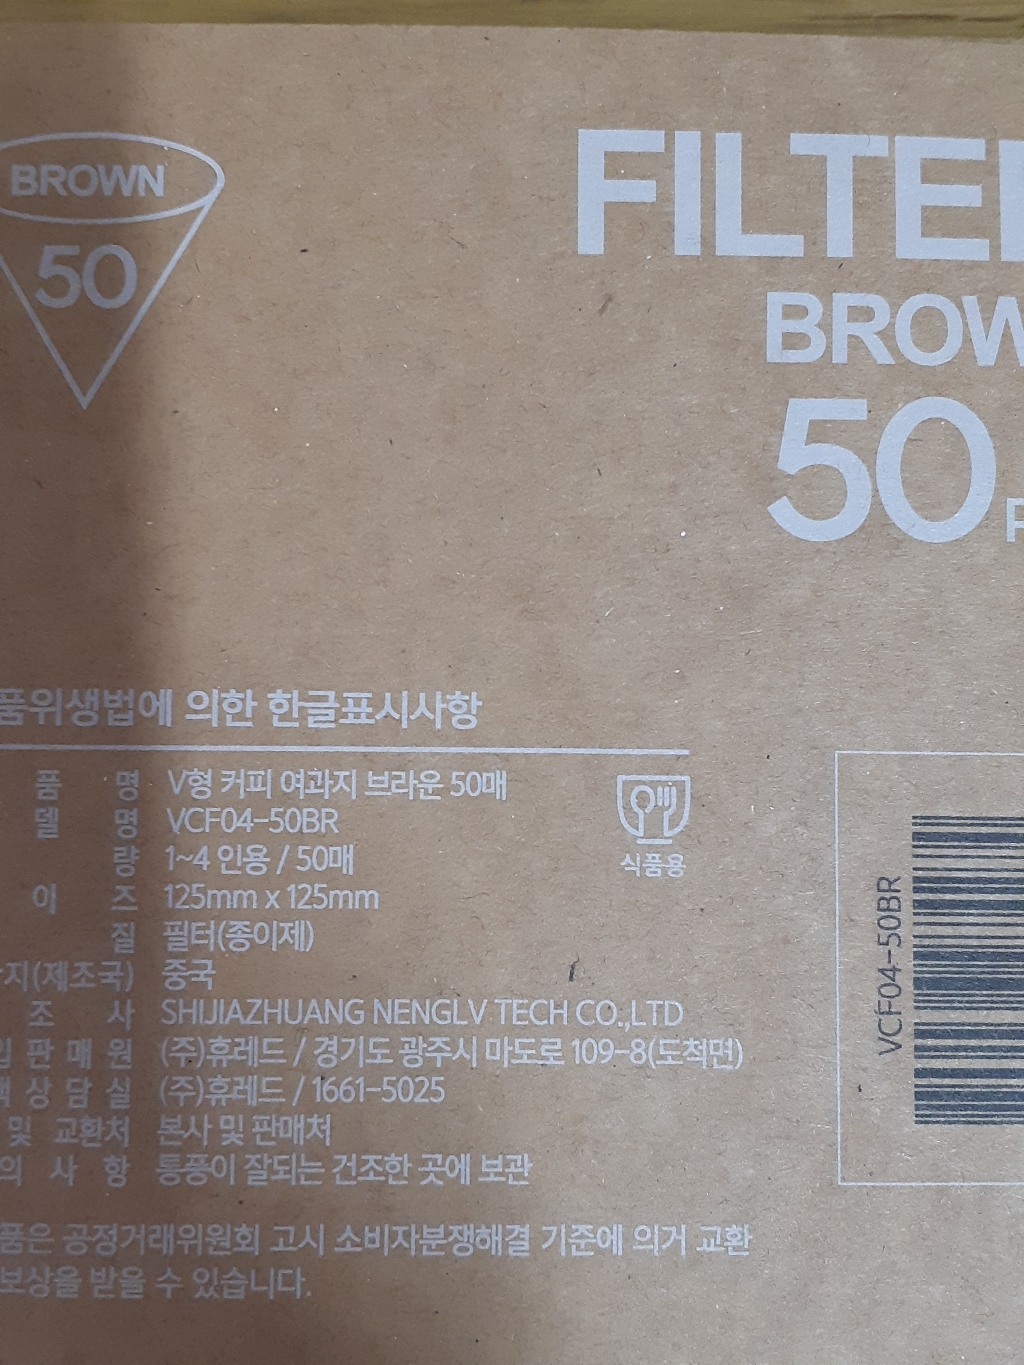 BROWN
50
FILTE
BROW
50
품위생법에 의한 한글표시사항
품 명 V형 커피 여과지 브라운 50매
델 명 VCF04-50BR
량 1~4 인용 / 50매
이 즈 125mm x 125mm
질 필터(종이제)
지(제조국) 중국
조 사 SHIJIAZHUANG NENGLV TECH CO.,LTD
판 매 원 (주)휴레드 / 경기도 광주시 마도로 109-8(도척면)
상 담 실 (주)휴레드 / 1661-5025
및 교환처 본사 및 판매처
의 사 항 통풍이 잘되는 건조한 곳에 보관
품은 공정거래위원회 고시 소비자분쟁해결 기준에 의거 교환
보상을 받을 수 있습니다.
식품용
VCF04-50BR